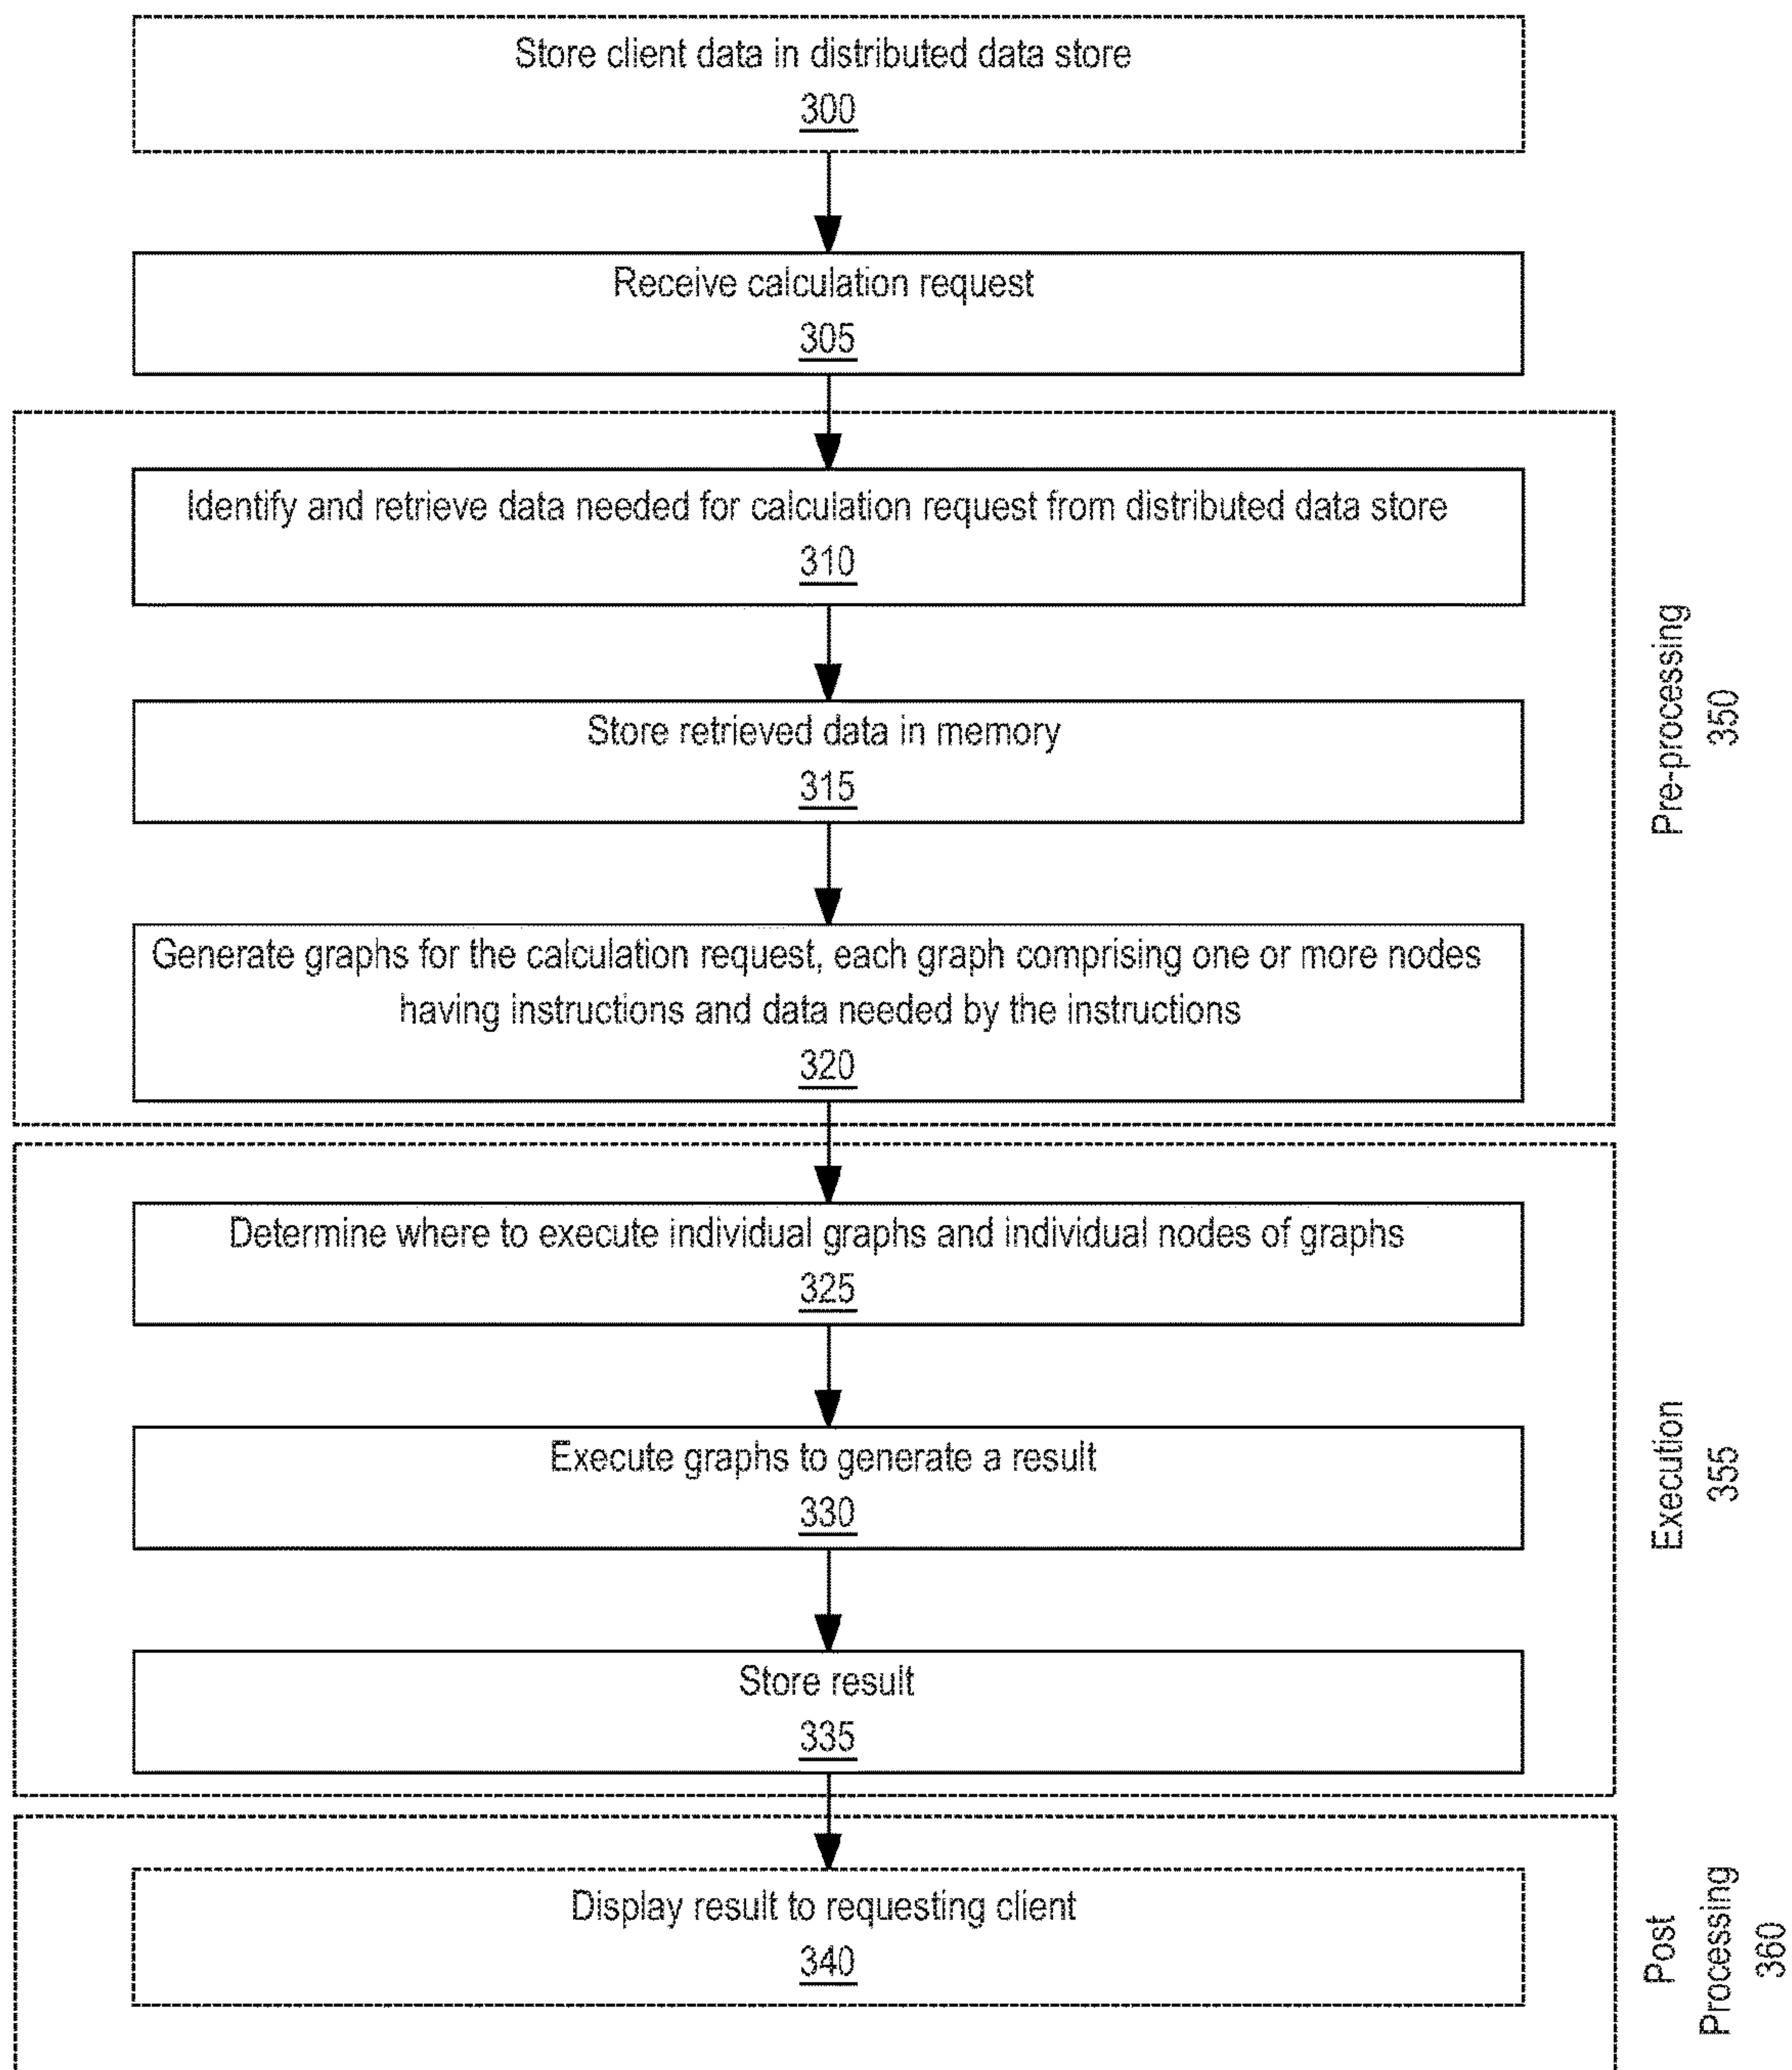 Store client data in distributed data store
300
Receive calculation request
305
Identify and retrieve data needed for calculation request from distributed data store
310
Store retrieved data in memory
315
Generate graphs for the calculation request, each graph comprising one or more nodes
having instructions and data needed by the instructions
320
Pre-processing
350
Determine where to execute individual graphs and individual nodes of graphs
325
Execute graphs to generate a result
330
Store result
335
Execution
355
Display result to requesting client
340
Post
Processing
360